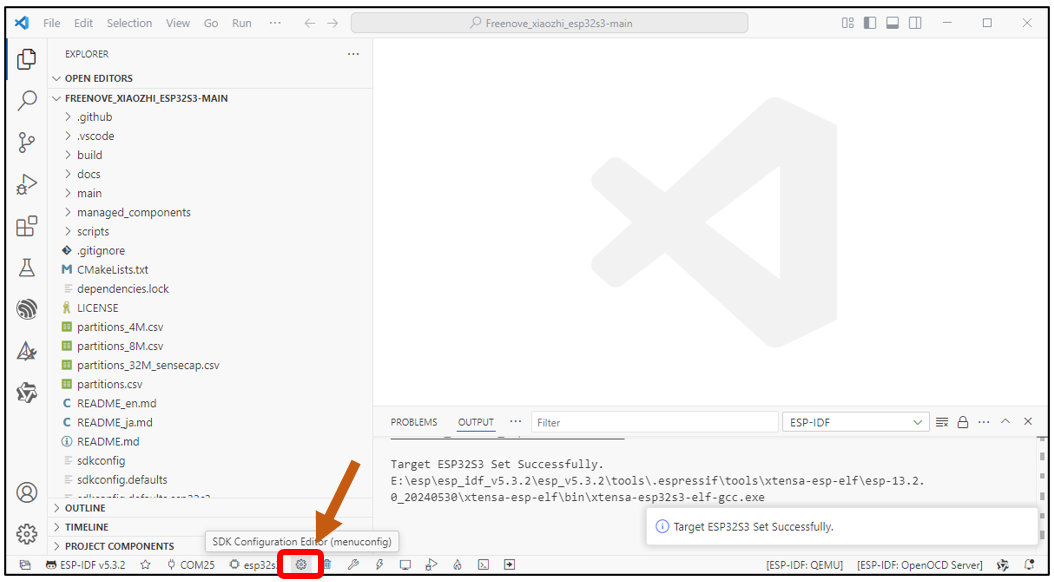 File Edit Selection View Go Run ··· Freenove_xiaozhi_esp32s3-main
EXPLORER ···
OPEN EDITORS
FREENOVE_XIAOZHI_ESP32S3-MAIN
.github
.vscode
build
docs
main
managed_components
scripts
.gitignore
CMakeLists.txt
dependencies.lock
LICENSE
partitions_4M.csv
partitions_8M.csv
partitions_32M_sensecap.csv
partitions.csv
README_en.md
README_ja.md
README.md
sdkconfig
sdkconfig.defaults
sdkconfig.defaults.esp32s3
OUTLINE
TIMELINE
PROJECT COMPONENTS
PROBLEMS OUTPUT ··· Filter ESP-IDF ···
Target ESP32S3 Set Successfully.
E:\esp\esp_idf_v5.3.2\esp_v5.3.2\tools\.espressif\tools\xtensa-esp-elf\esp-13.2.
0_20240530\xtensa-esp-elf\bin\xtensa-esp32s3-elf-gcc.exe
Target ESP32S3 Set Successfully.
SDK Configuration Editor (menuconfig)
ESP-IDF v5.3.2 COM25 esp32s [ESP-IDF: QEMU] [ESP-IDF: OpenOCD Server]